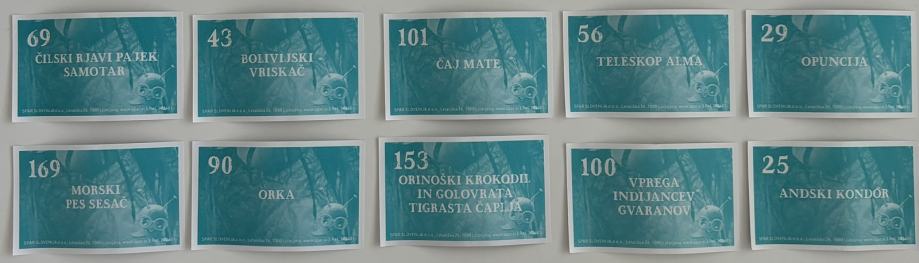 69
ČILSKI RJAVI PAJEK
SAMOTAR
43
BOLIVIJSKI
VRISKAČ
101
ČAJ MATE
56
TELESKOP ALMA
29
OPUNCIJA
169
MORSKI
PES SESAČ
90
ORKA
153
ORINOŠKI KROKODIL
IN GOLOVRATA
TIGRASTA ČAPLJA
100
VPREGA
INDIJANCEV
GVARANOV
25
ANDSKI KONDOR